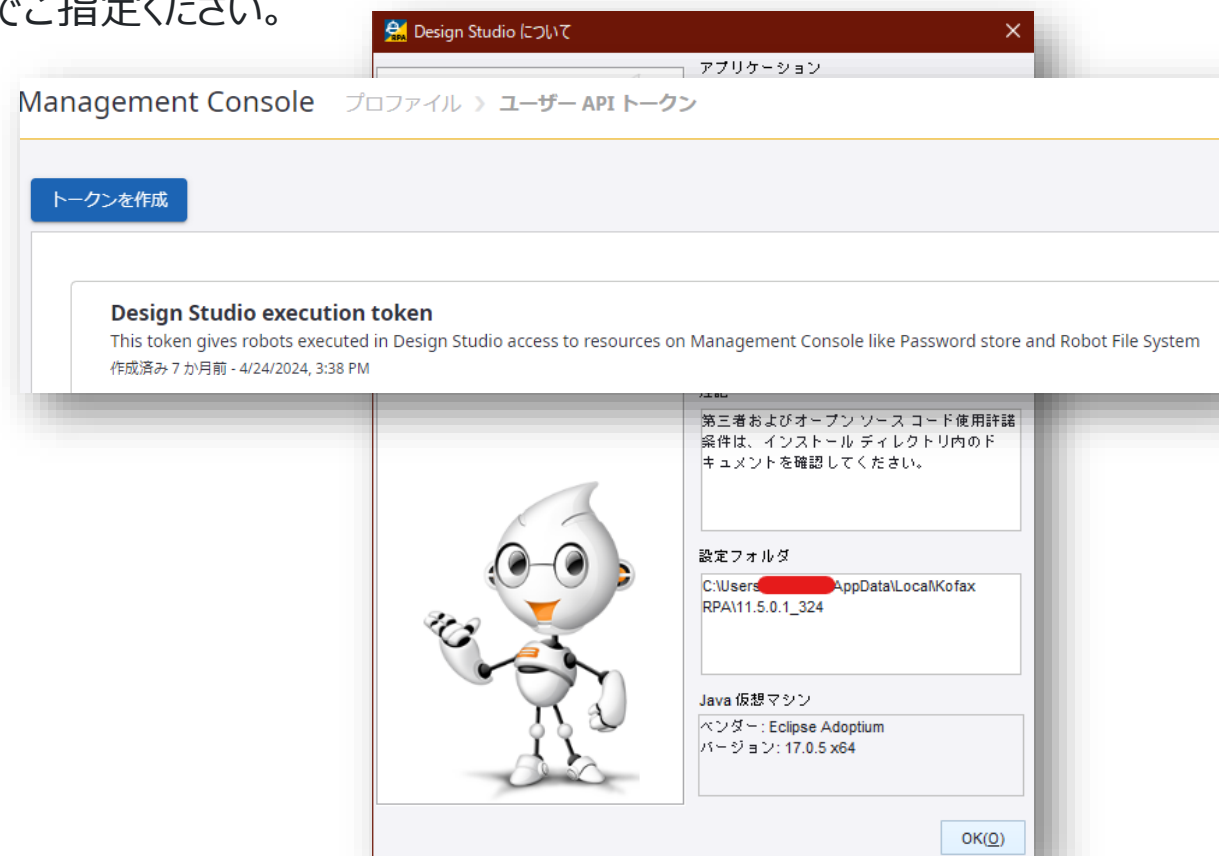 でご指定ください。
Design Studio について
アプリケーション
Management Console プロファイル > ユーザー API トークン
トークンを作成
Design Studio execution token
This token gives robots executed in Design Studio access to resources on Management Console like Password store and Robot File System
作成済み 7 か月前 - 4/24/2024, 3:38 PM
第三者およびオープン ソース コード使用許諾
条件は、インストール ディレクトリ内のド
キュメントを確認してください。
設定フォルダ
C:\Users AppData\Local\Kofax
RPA\11.5.0.1_324
Java 仮想マシン
ベンダー: Eclipse Adoptium
バージョン: 17.0.5 x64
OK(O)